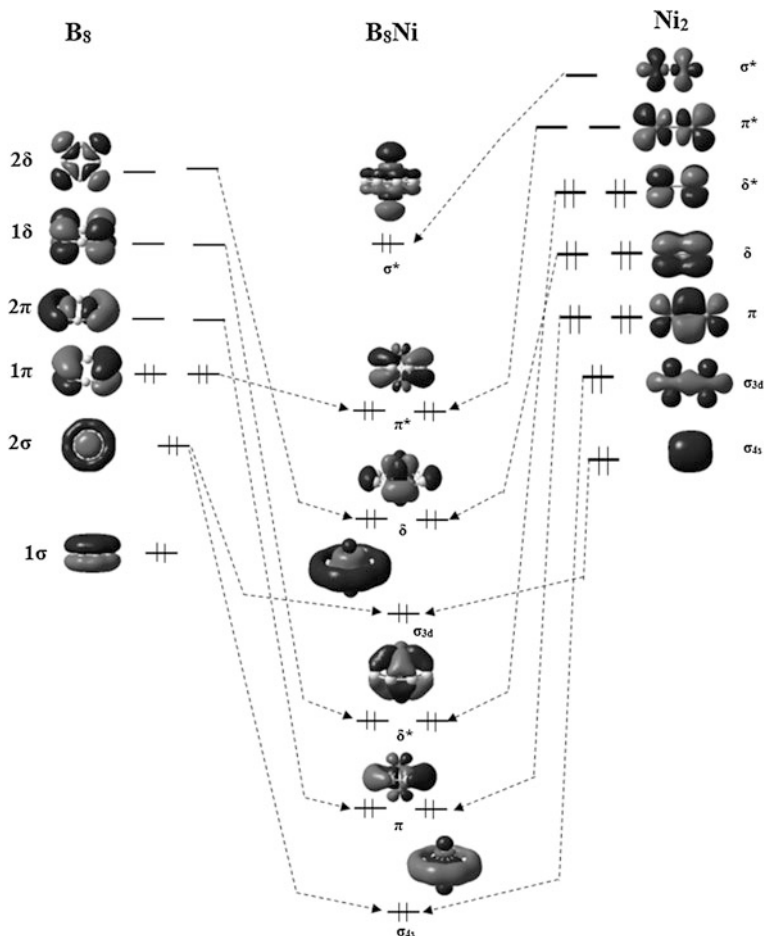 B₈
B₈Ni
Ni₂
2δ
1δ
2π
1π
2σ
1σ
σ*
π*
δ
σ₃d
δ*
π
σ₄s
σ*
π*
δ*
δ
π
σ₃d
σ₄s